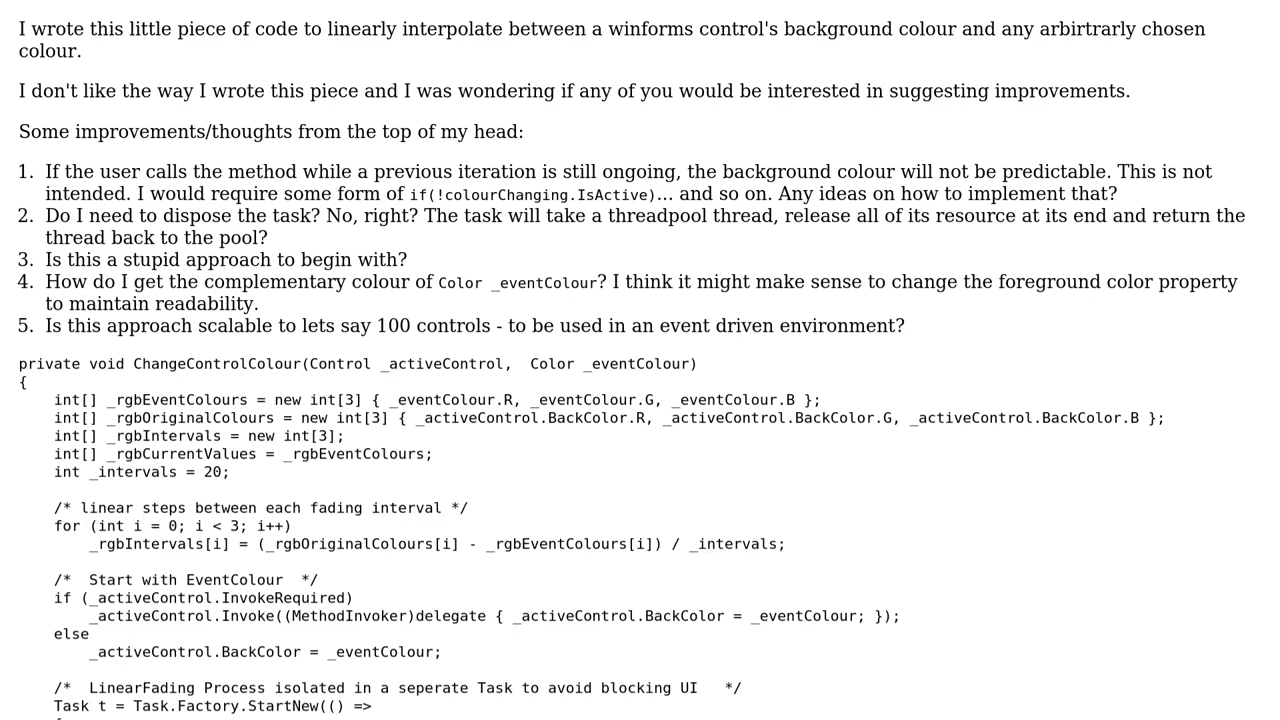 I wrote this little piece of code to linearly interpolate between a winforms control's background colour and any arbirtrarly chosen
colour.
I don't like the way I wrote this piece and I was wondering if any of you would be interested in suggesting improvements.
Some improvements/thoughts from the top of my head:
1. If the user calls the method while a previous iteration is still ongoing, the background colour will not be predictable. This is not
intended. I would require some form of if(!colourChanging.IsActive)... and so on. Any ideas on how to implement that?
2. Do I need to dispose the task? No, right? The task will take a threadpool thread, release all of its resource at its end and return the
thread back to the pool?
3. Is this a stupid approach to begin with?
4. How do I get the complementary colour of Color _eventColour? I think it might make sense to change the foreground color property
to maintain readability.
5. Is this approach scalable to lets say 100 controls - to be used in an event driven environment?
private void ChangeControlColour(Control _activeControl,  Color _eventColour)
{
    int[] _rgbEventColours = new int[3] { _eventColour.R, _eventColour.G, _eventColour.B };
    int[] _rgbOriginalColours = new int[3] { _activeControl.BackColor.R, _activeControl.BackColor.G, _activeControl.BackColor.B };
    int[] _rgbIntervals = new int[3];
    int[] _rgbCurrentValues = _rgbEventColours;
    int _intervals = 20;
    /* linear steps between each fading interval */
    for (int i = 0; i < 3; i++)
        _rgbIntervals[i] = (_rgbOriginalColours[i] - _rgbEventColours[i]) / _intervals;
    /*  Start with EventColour  */
    if (_activeControl.InvokeRequired)
        _activeControl.Invoke((MethodInvoker)delegate { _activeControl.BackColor = _eventColour; });
    else
        _activeControl.BackColor = _eventColour;
    /*  LinearFading Process isolated in a seperate Task to avoid blocking UI   */
    Task t = Task.Factory.StartNew(() =>